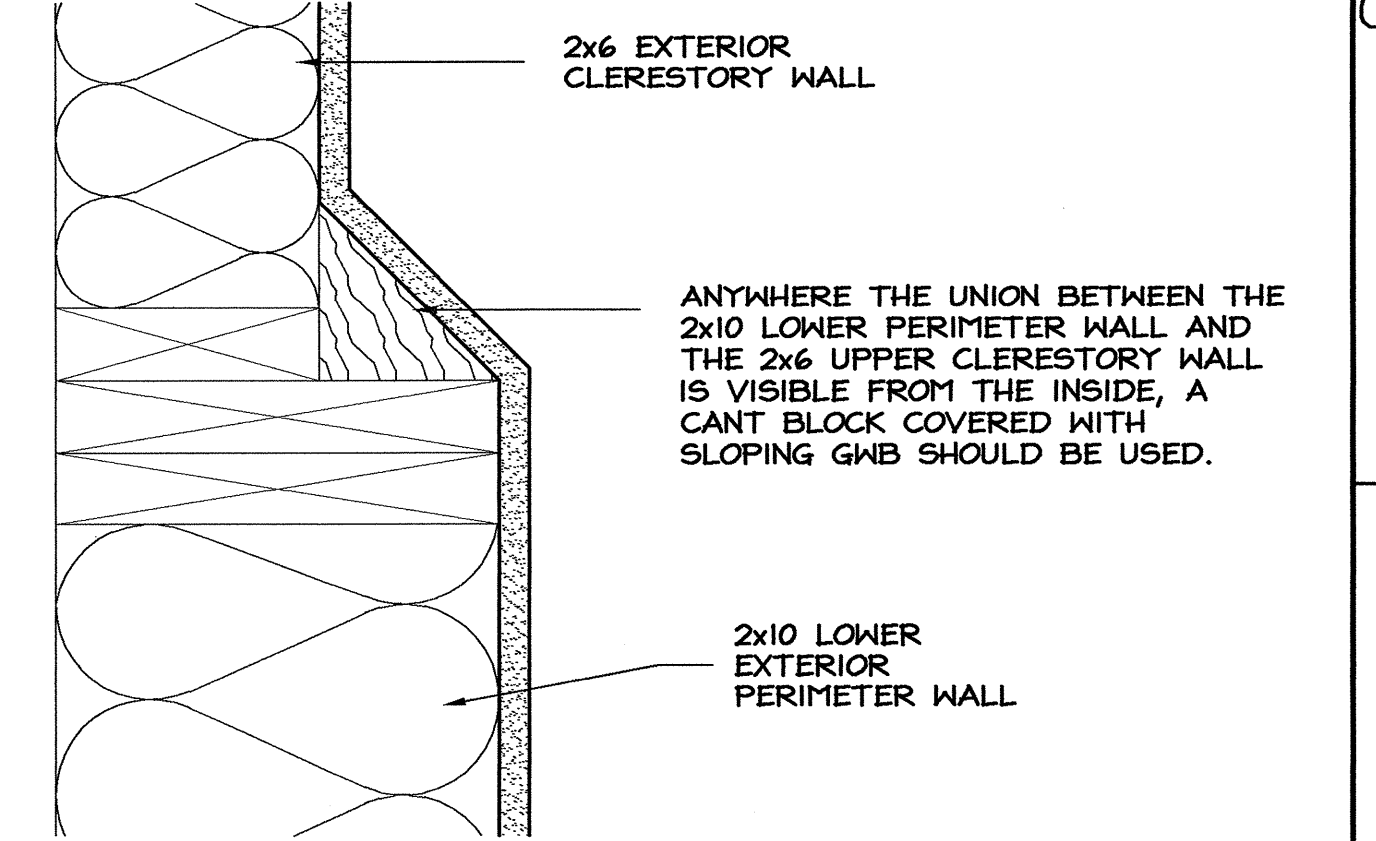 2x6 EXTERIOR
CLERESTORY WALL
ANYWHERE THE UNION BETWEEN THE
2x10 LOWER PERIMETER WALL AND
THE 2x6 UPPER CLERESTORY WALL
IS VISIBLE FROM THE INSIDE, A
CANT BLOCK COVERED WITH
SLOPING GWB SHOULD BE USED.
2x10 LOWER
EXTERIOR
PERIMETER WALL